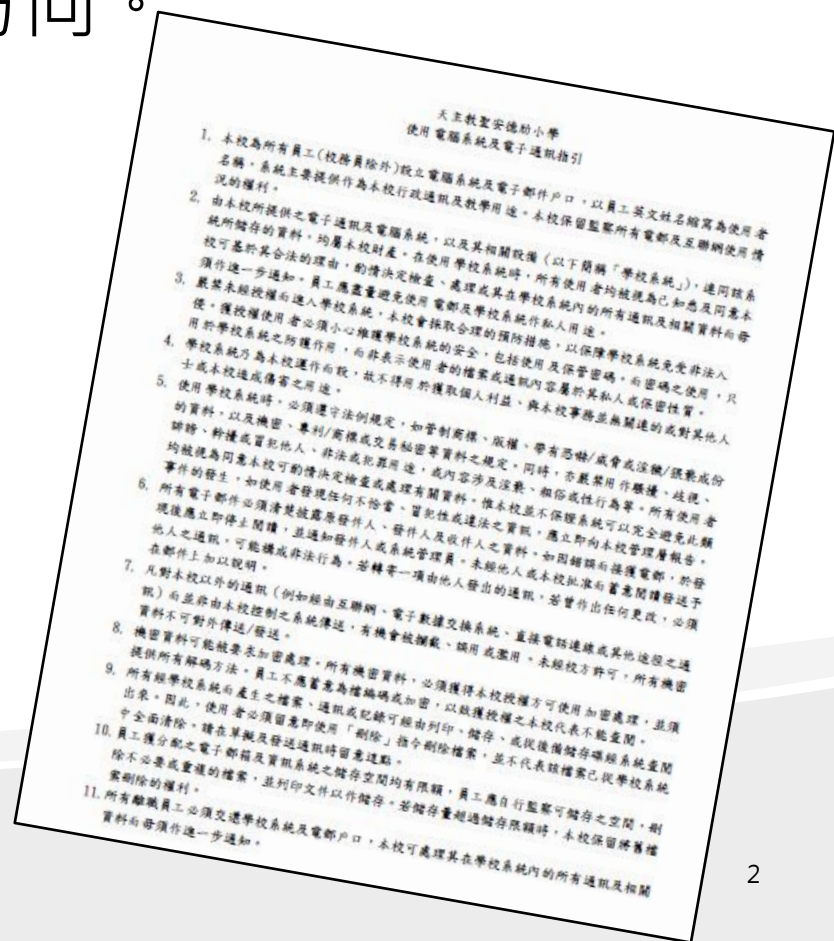 天主教聖安德肋小學
使用電腦系統及電子通訊指引
1. 本校為所有員工(校務員除外)設立電腦系統及電子郵件戶口,以員工英文姓名縮寫為使用者
名稱,系統主要提供作為本校行政通訊及教學用途。本校保留監察所有電郵及互聯網使用情
況的權利。
2. 由本校所提供之電子通訊及電腦系統,以及其相關設備(以下簡稱「學校系統」),連同該系
統所儲存的資料,均屬本校財產。在使用學校系統時,所有使用者均被視為已知悉及同意本
校可基於其合法的理由,酌情決定檢查、處理或其在學校系統內的所有通訊及相關資料而毋
須作進一步通知。員工應盡量避免使用電郵及學校系統作私人用途。
3. 嚴禁未經授權而進入學校系統,本校會採取合理的預防措施,以保障學校系統免受非法入
侵。獲授權使用者必須小心維護學校系統的安全,包括使用及保管密碼,而密碼之使用,只
用於學校系統之防護作用,而非表示使用者的檔案或通訊內容屬於其私人或保密性質。
4. 學校系統乃為本校運作而設,故不得用於獲取個人利益、與本校事務並無關連的或對其他人
士或本校造成傷害之用途。
5. 使用學校系統時,必須遵守法例規定,如管制商標、版權、帶有恐嚇/威脅或淫穢/猥褻成份
的資料,以及機密、專利/商標或交易秘密等資料之規定。同時,亦嚴禁用作騷擾、歧視、
誹謗、幹擾或冒犯他人、非法或犯罪用途,或內容涉及淫褻、粗俗或性行為等。所有使用者
均被視為同意本校可酌情決定檢查或處理有關資料。惟本校並不保證系統可以完全避免此類
事件的發生,如使用者發現任何不恰當、冒犯性或違法之資訊,應立即向本校管理層報告。
6. 所有電子郵件必須清楚披露原發件人、發件人及收件人之資料。如因錯誤而接獲電郵,於發
現後應立即停止閱讀,並通知發件人或系統管理員。未經他人或本校批准而蓄意閱讀發送予
他人之通訊,可能構成非法行為。若轉寄一項由他人發出的通訊,若曾作出任何更改,必須
在郵件上加以說明。
7. 凡對本校以外的通訊(例如經由互聯網、電子數據交換系統、直接電話連線或其他途徑之通
訊)而並非由本校控制之系統傳送,有機會被攔截、誤用或濫用。未經校方許可,所有機密
資料不可對外傳送/發送。
8. 機密資料可能被要求加密處理。所有機密資料,必須獲得本校授權方可使用加密處理,並須
提供所有解碼方法。員工不應蓄意為檔編碼或加密,以致獲授權之本校代表不能查閱。
9. 所有經學校系統而產生之檔案、通訊或記錄可經由列印、儲存、或從後備儲存磁經系統查閱
出來。因此,使用者必須留意即使用「刪除」指令刪除檔案,並不代表該檔案已從學校系統
中全面清除。請在草擬及發送通訊時留意這點。
10. 員工獲分配之電子郵箱及資訊系統之儲存空間均有限額,員工應自行監察可儲存之空間,刪
除不必要或重複的檔案,並列印文件以作儲存。若儲存量超過儲存限額時,本校保留將舊檔
案刪除的權利。
11. 所有離職員工必須交還學校系統及電郵戶口,本校可處理其在學校系統內的所有通訊及相關
資料而毋須作進一步通知。
2